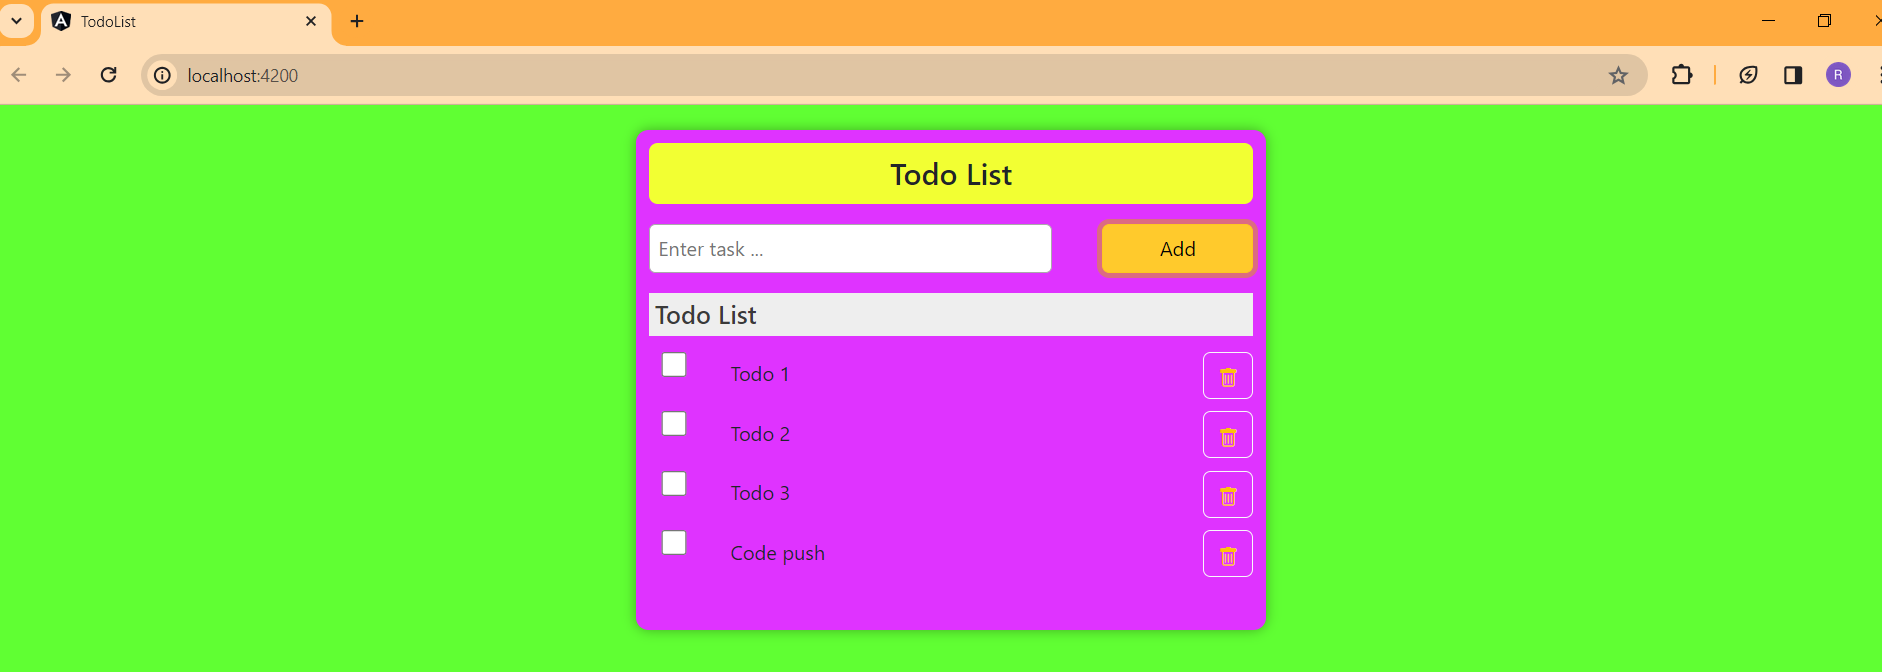 TodoList
localhost:4200
R
Todo List
Enter task ...
Add
Todo List
Todo 1
Todo 2
Todo 3
Code push